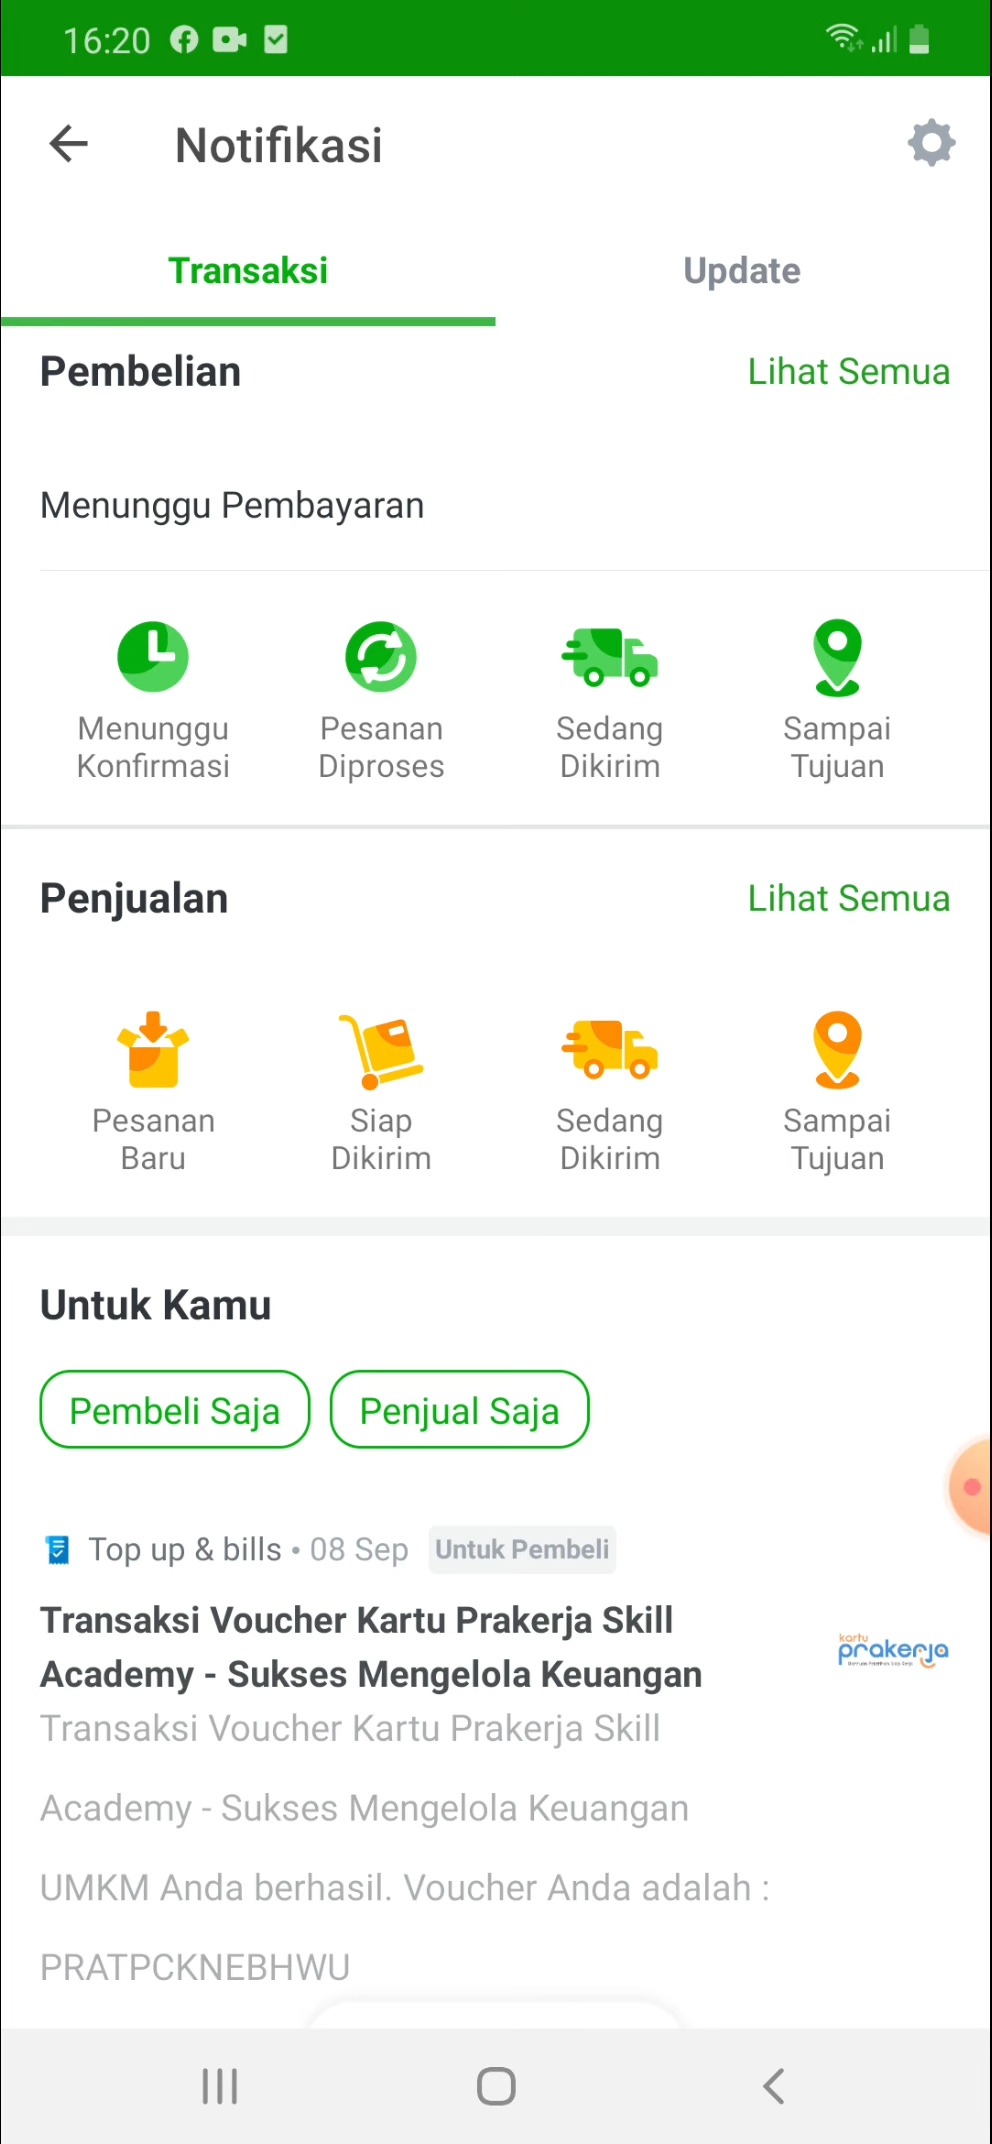 16:20
Notifikasi
Transaksi
Update
Pembelian
Lihat Semua
Menunggu Pembayaran
Menunggu
Konfirmasi
Pesanan
Diproses
Sedang
Dikirim
Sampai
Tujuan
Penjualan
Lihat Semua
Pesanan
Baru
Siap
Dikirim
Sedang
Dikirim
Sampai
Tujuan
Untuk Kamu
Pembeli Saja
Penjual Saja
Top up & bills • 08 Sep
Untuk Pembeli
Transaksi Voucher Kartu Prakerja Skill
Academy - Sukses Mengelola Keuangan
kartu
prakerja
Transaksi Voucher Kartu Prakerja Skill
Academy - Sukses Mengelola Keuangan
UMKM Anda berhasil. Voucher Anda adalah :
PRATPCKNEBHWU